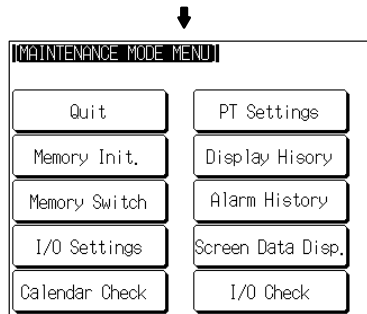 [MAINTENANCE MODE MENU]
Quit
PT Settings
Memory Init.
Display Hisory
Memory Switch
Alarm History
I/O Settings
Screen Data Disp.
Calendar Check
I/O Check